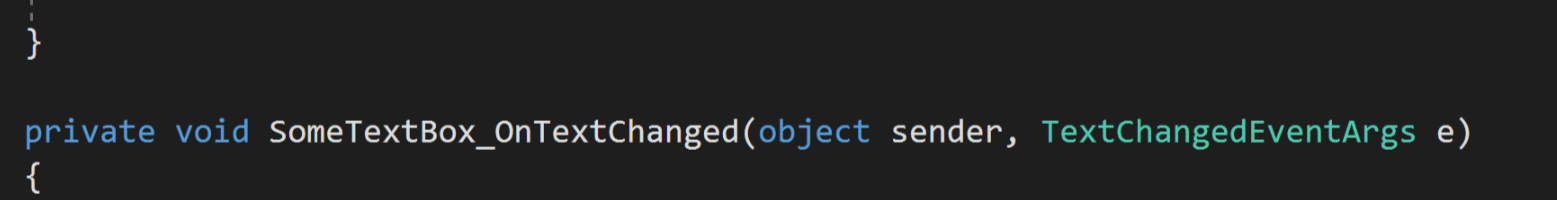 }
private void SomeTextBox_OnTextChanged(object sender, TextChangedEventArgs e)
{